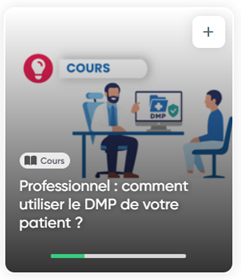 +
COURS
DMP
Cours
Professionnel : comment
utiliser le DMP de votre
patient ?